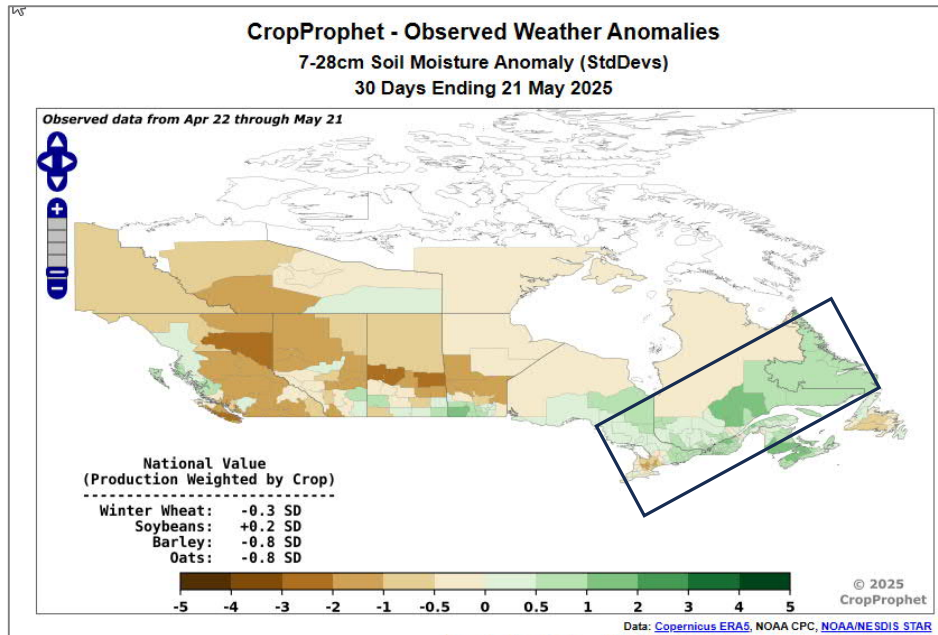 CropProphet - Observed Weather Anomalies
7-28cm Soil Moisture Anomaly (StdDevs)
30 Days Ending 21 May 2025
Observed data from Apr 22 through May 21
National Value
(Production Weighted by Crop)
-----------------------------
Winter Wheat: -0.3 SD
Soybeans: +0.2 SD
Barley: -0.8 SD
Oats: -0.8 SD
-5 -4 -3 -2 -1 -0.5 0 0.5 1 2 3 4 5
© 2025
CropProphet
Data: Copernicus ERA5, NOAA CPC, NOAA/NESDIS STAR